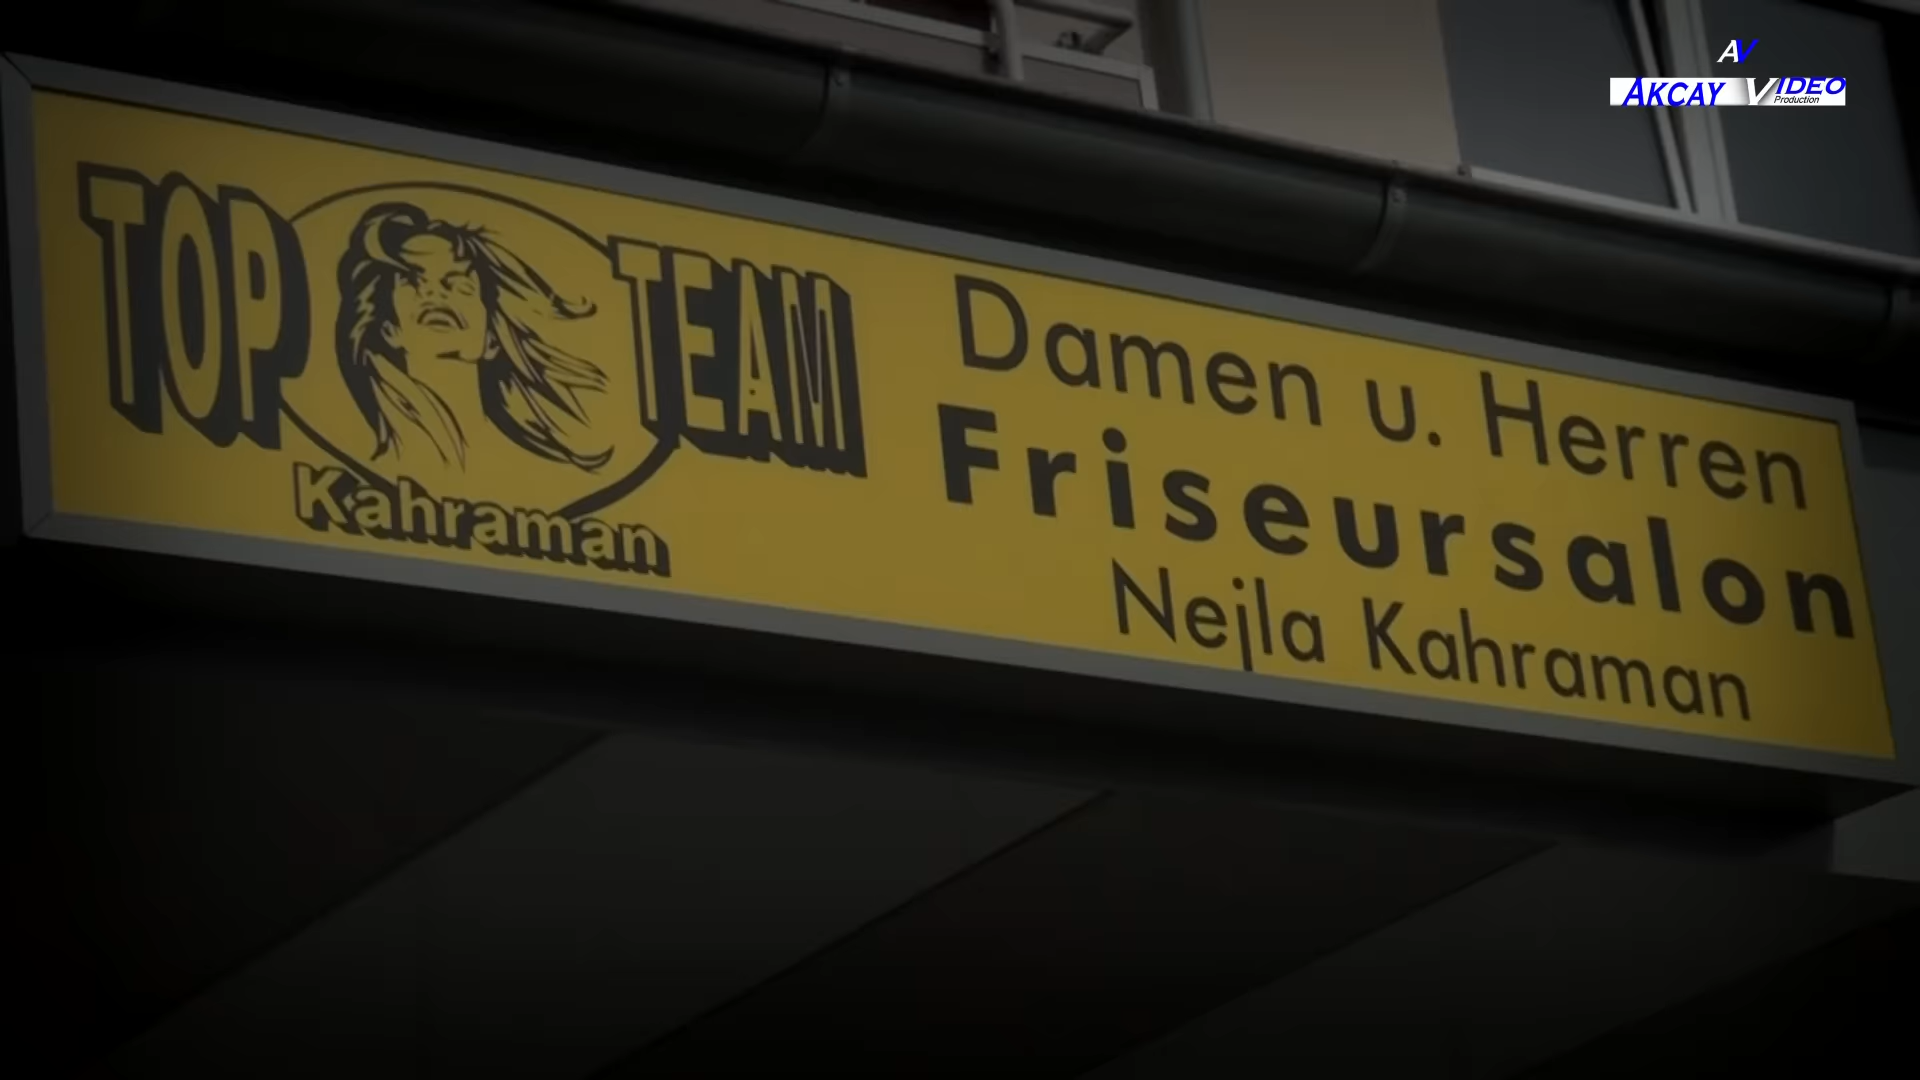 TOP TEAM
Kahraman
Damen u. Herren
Friseursalon
Nejla Kahraman
AV
AKCAY VIDEO
Production